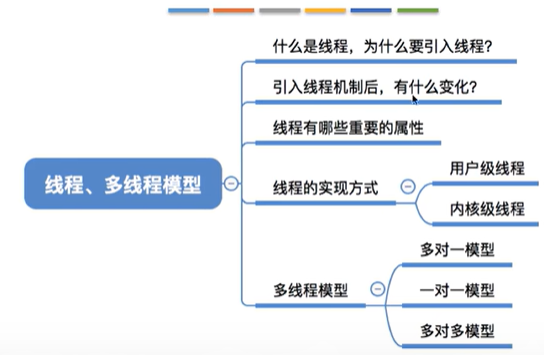 什么是线程，为什么要引入线程？
引入线程机制后，有什么变化？
线程有哪些重要的属性
线程、多线程模型
线程的实现方式
用户级线程
内核级线程
多线程模型
多对一模型
一对一模型
多对多模型